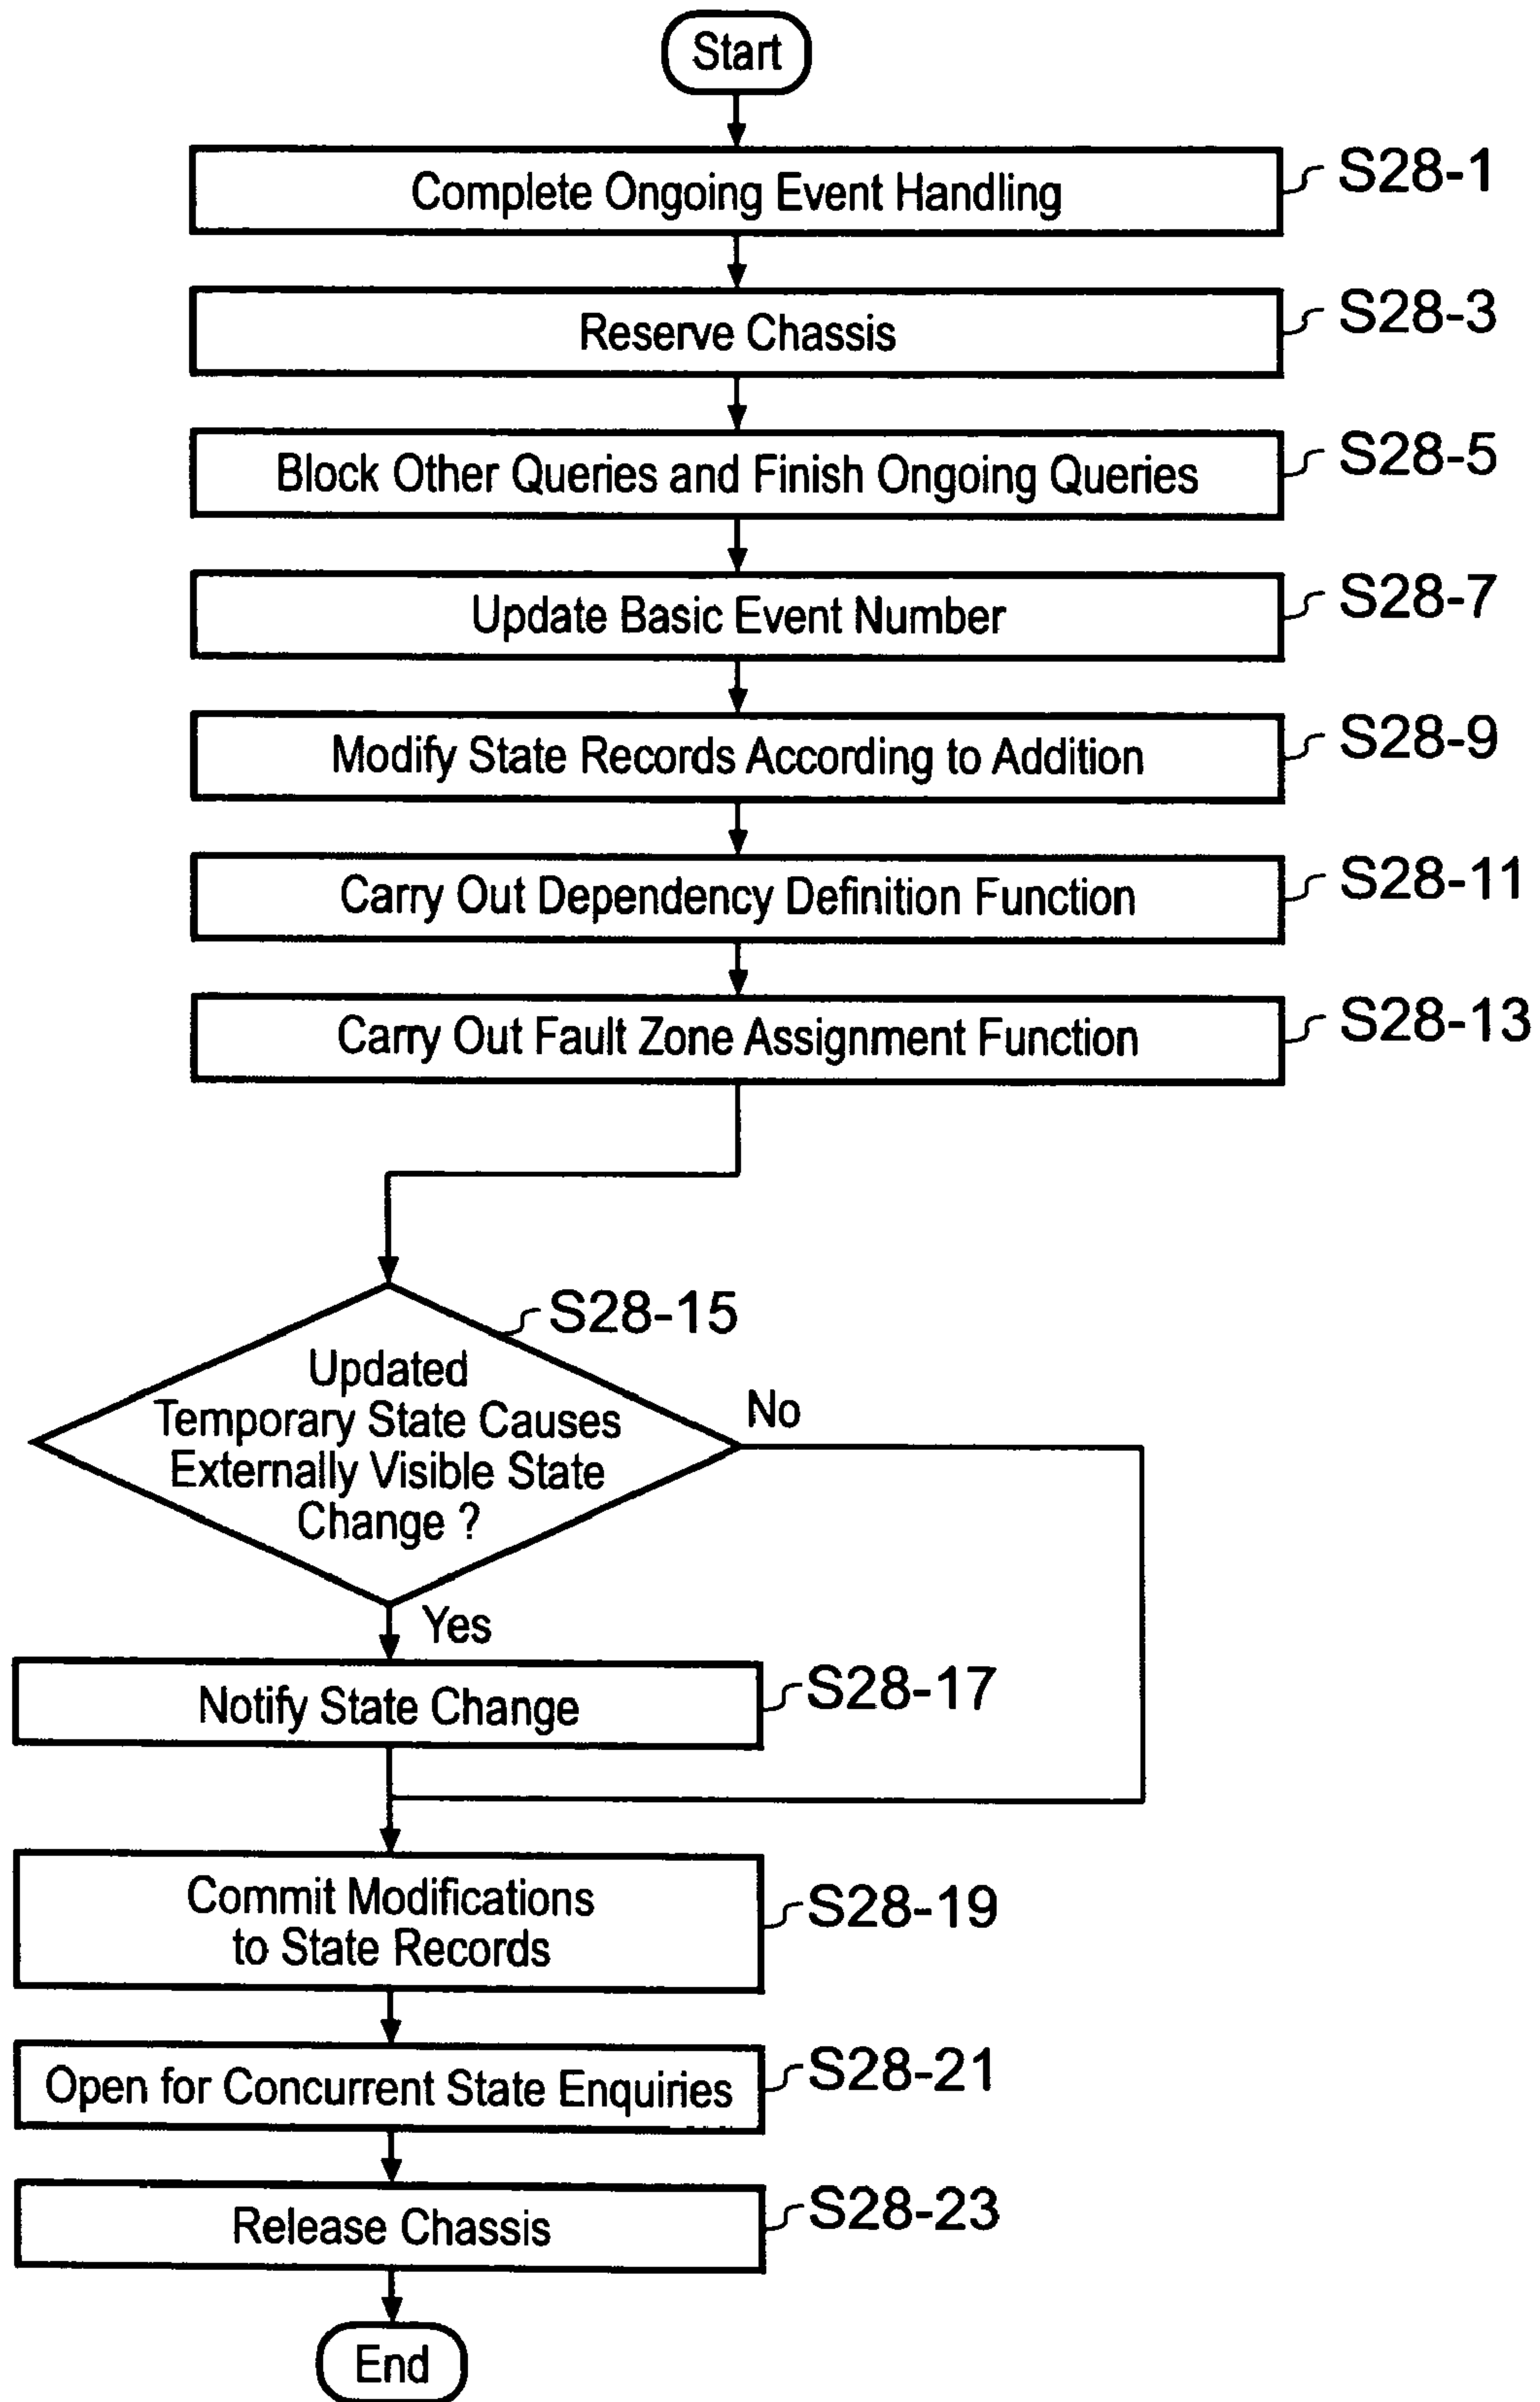 Start
Complete Ongoing Event Handling
S28-1
Reserve Chassis
S28-3
Block Other Queries and Finish Ongoing Queries
S28-5
Update Basic Event Number
S28-7
Modify State Records According to Addition
S28-9
Carry Out Dependency Definition Function
S28-11
Carry Out Fault Zone Assignment Function
S28-13
S28-15
Updated
Temporary State Causes
Externally Visible State
Change ?
No
Yes
Notify State Change
S28-17
Commit Modifications
to State Records
S28-19
Open for Concurrent State Enquiries
S28-21
Release Chassis
S28-23
End